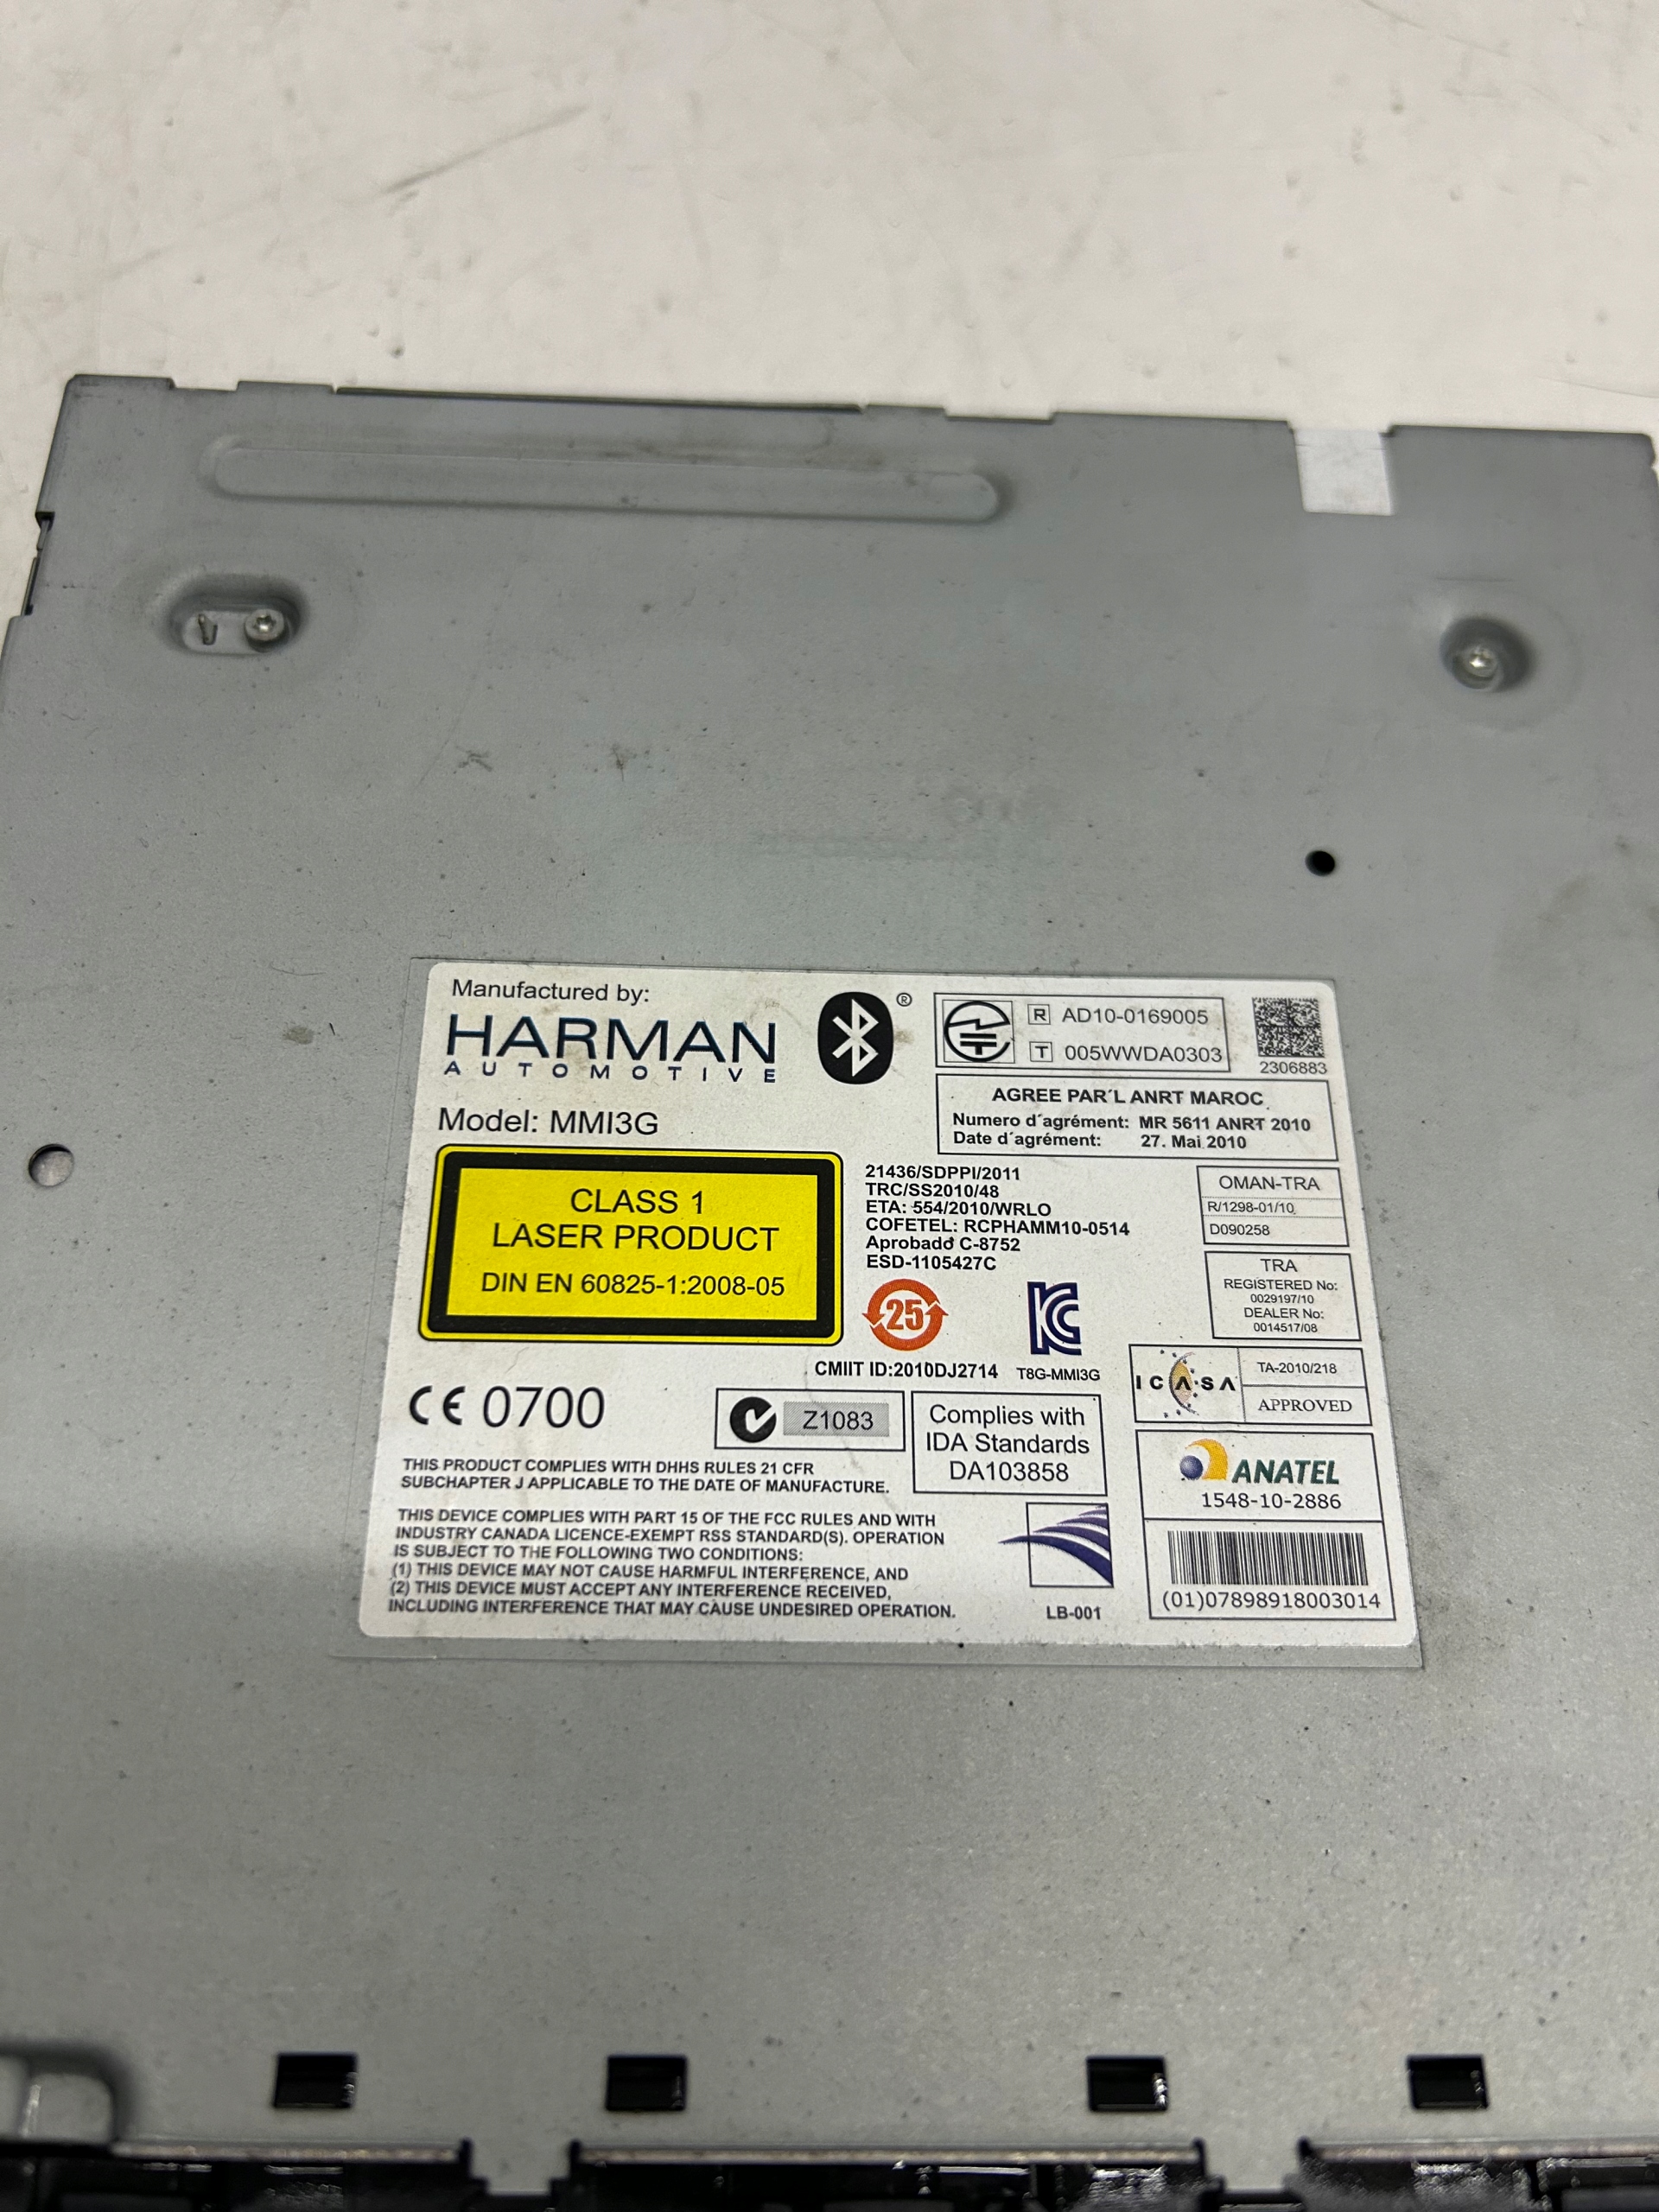 Manufactured by:
HARMAN
AUTOMOTIVE
Model: MMI3G
®
R AD10-0169005
T 005WWDA0303
2306883
AGREE PAR´L ANRT MAROC
Numero d´agrément: MR 5611 ANRT 2010
Date d´agrément: 27. Mai 2010
CLASS 1
LASER PRODUCT
DIN EN 60825-1:2008-05
21436/SDPPI/2011
TRC/SS2010/48
ETA: 554/2010/WRLO
COFETEL: RCPHAMM10-0514
Aprobado C-8752
ESD-1105427C
OMAN-TRA
R/1298-01/10
D090258
TRA
REGISTERED No:
0029197/10
DEALER No:
0014517/08
25
KC
CMIIT ID:2010DJ2714
T8G-MMI3G
ICASA
TA-2010/218
APPROVED
CE 0700
Z1083
Complies with
IDA Standards
DA103858
ANATEL
1548-10-2886
(01)07898918003014
THIS PRODUCT COMPLIES WITH DHHS RULES 21 CFR
SUBCHAPTER J APPLICABLE TO THE DATE OF MANUFACTURE.
THIS DEVICE COMPLIES WITH PART 15 OF THE FCC RULES AND WITH
INDUSTRY CANADA LICENCE-EXEMPT RSS STANDARD(S). OPERATION
IS SUBJECT TO THE FOLLOWING TWO CONDITIONS:
(1) THIS DEVICE MAY NOT CAUSE HARMFUL INTERFERENCE, AND
(2) THIS DEVICE MUST ACCEPT ANY INTERFERENCE RECEIVED,
INCLUDING INTERFERENCE THAT MAY CAUSE UNDESIRED OPERATION.
LB-001